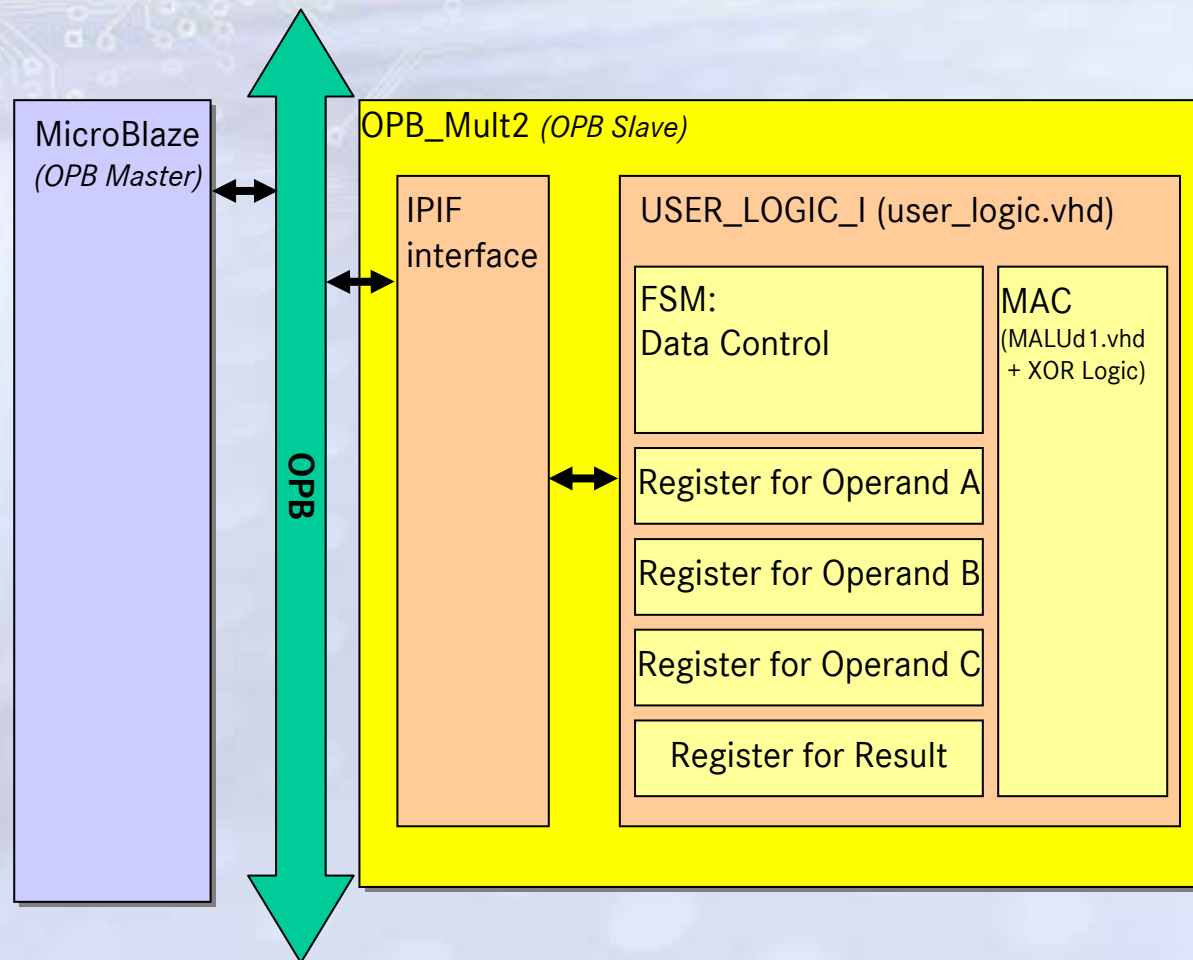 MicroBlaze
(OPB Master)
OPB
OPB_Mult2 (OPB Slave)
IPIF
interface
USER_LOGIC_I (user_logic.vhd)
FSM:
Data Control
Register for Operand A
Register for Operand B
Register for Operand C
Register for Result
MAC
(MALUd1.vhd
+ XOR Logic)